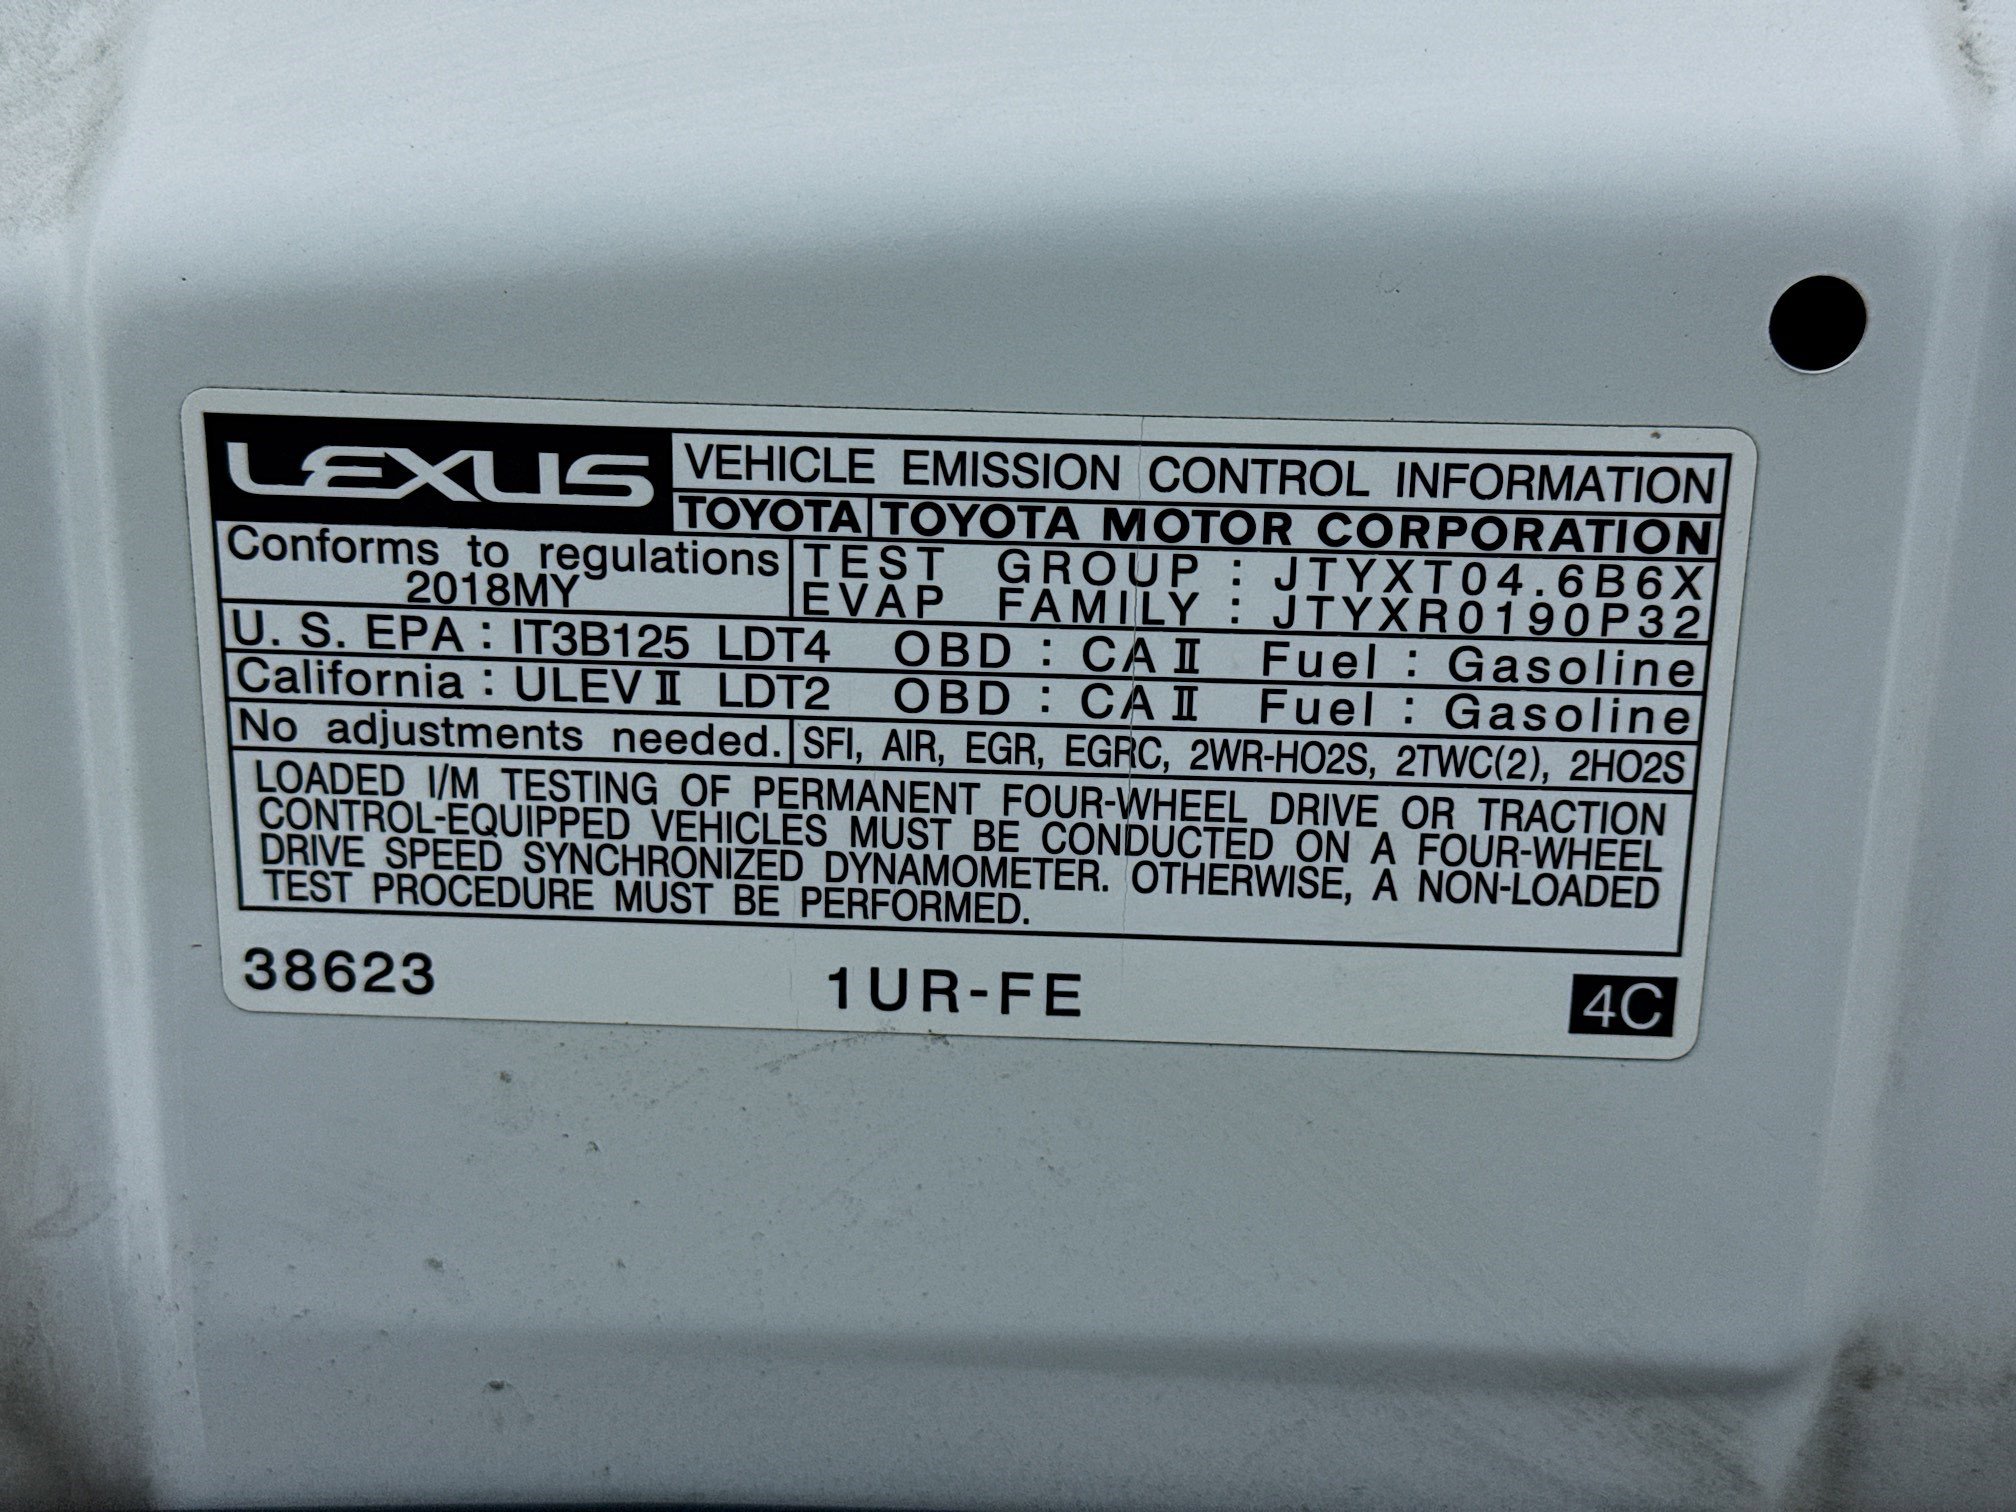 LEXUS VEHICLE EMISSION CONTROL INFORMATION
TOYOTA TOYOTA MOTOR CORPORATION
Conforms to regulations
2018MY
TEST GROUP : JTYXT04.6B6X
EVAP FAMILY : JTYXR0190P32
U. S. EPA : IT3B125 LDT4 OBD : CA II Fuel : Gasoline
California : ULEV II LDT2 OBD : CA II Fuel : Gasoline
No adjustments needed. SFI, AIR, EGR, EGRC, 2WR-HO2S, 2TWC(2), 2HO2S
LOADED I/M TESTING OF PERMANENT FOUR-WHEEL DRIVE OR TRACTION
CONTROL-EQUIPPED VEHICLES MUST BE CONDUCTED ON A FOUR-WHEEL
DRIVE SPEED SYNCHRONIZED DYNAMOMETER. OTHERWISE, A NON-LOADED
TEST PROCEDURE MUST BE PERFORMED.
38623 1UR-FE 4C